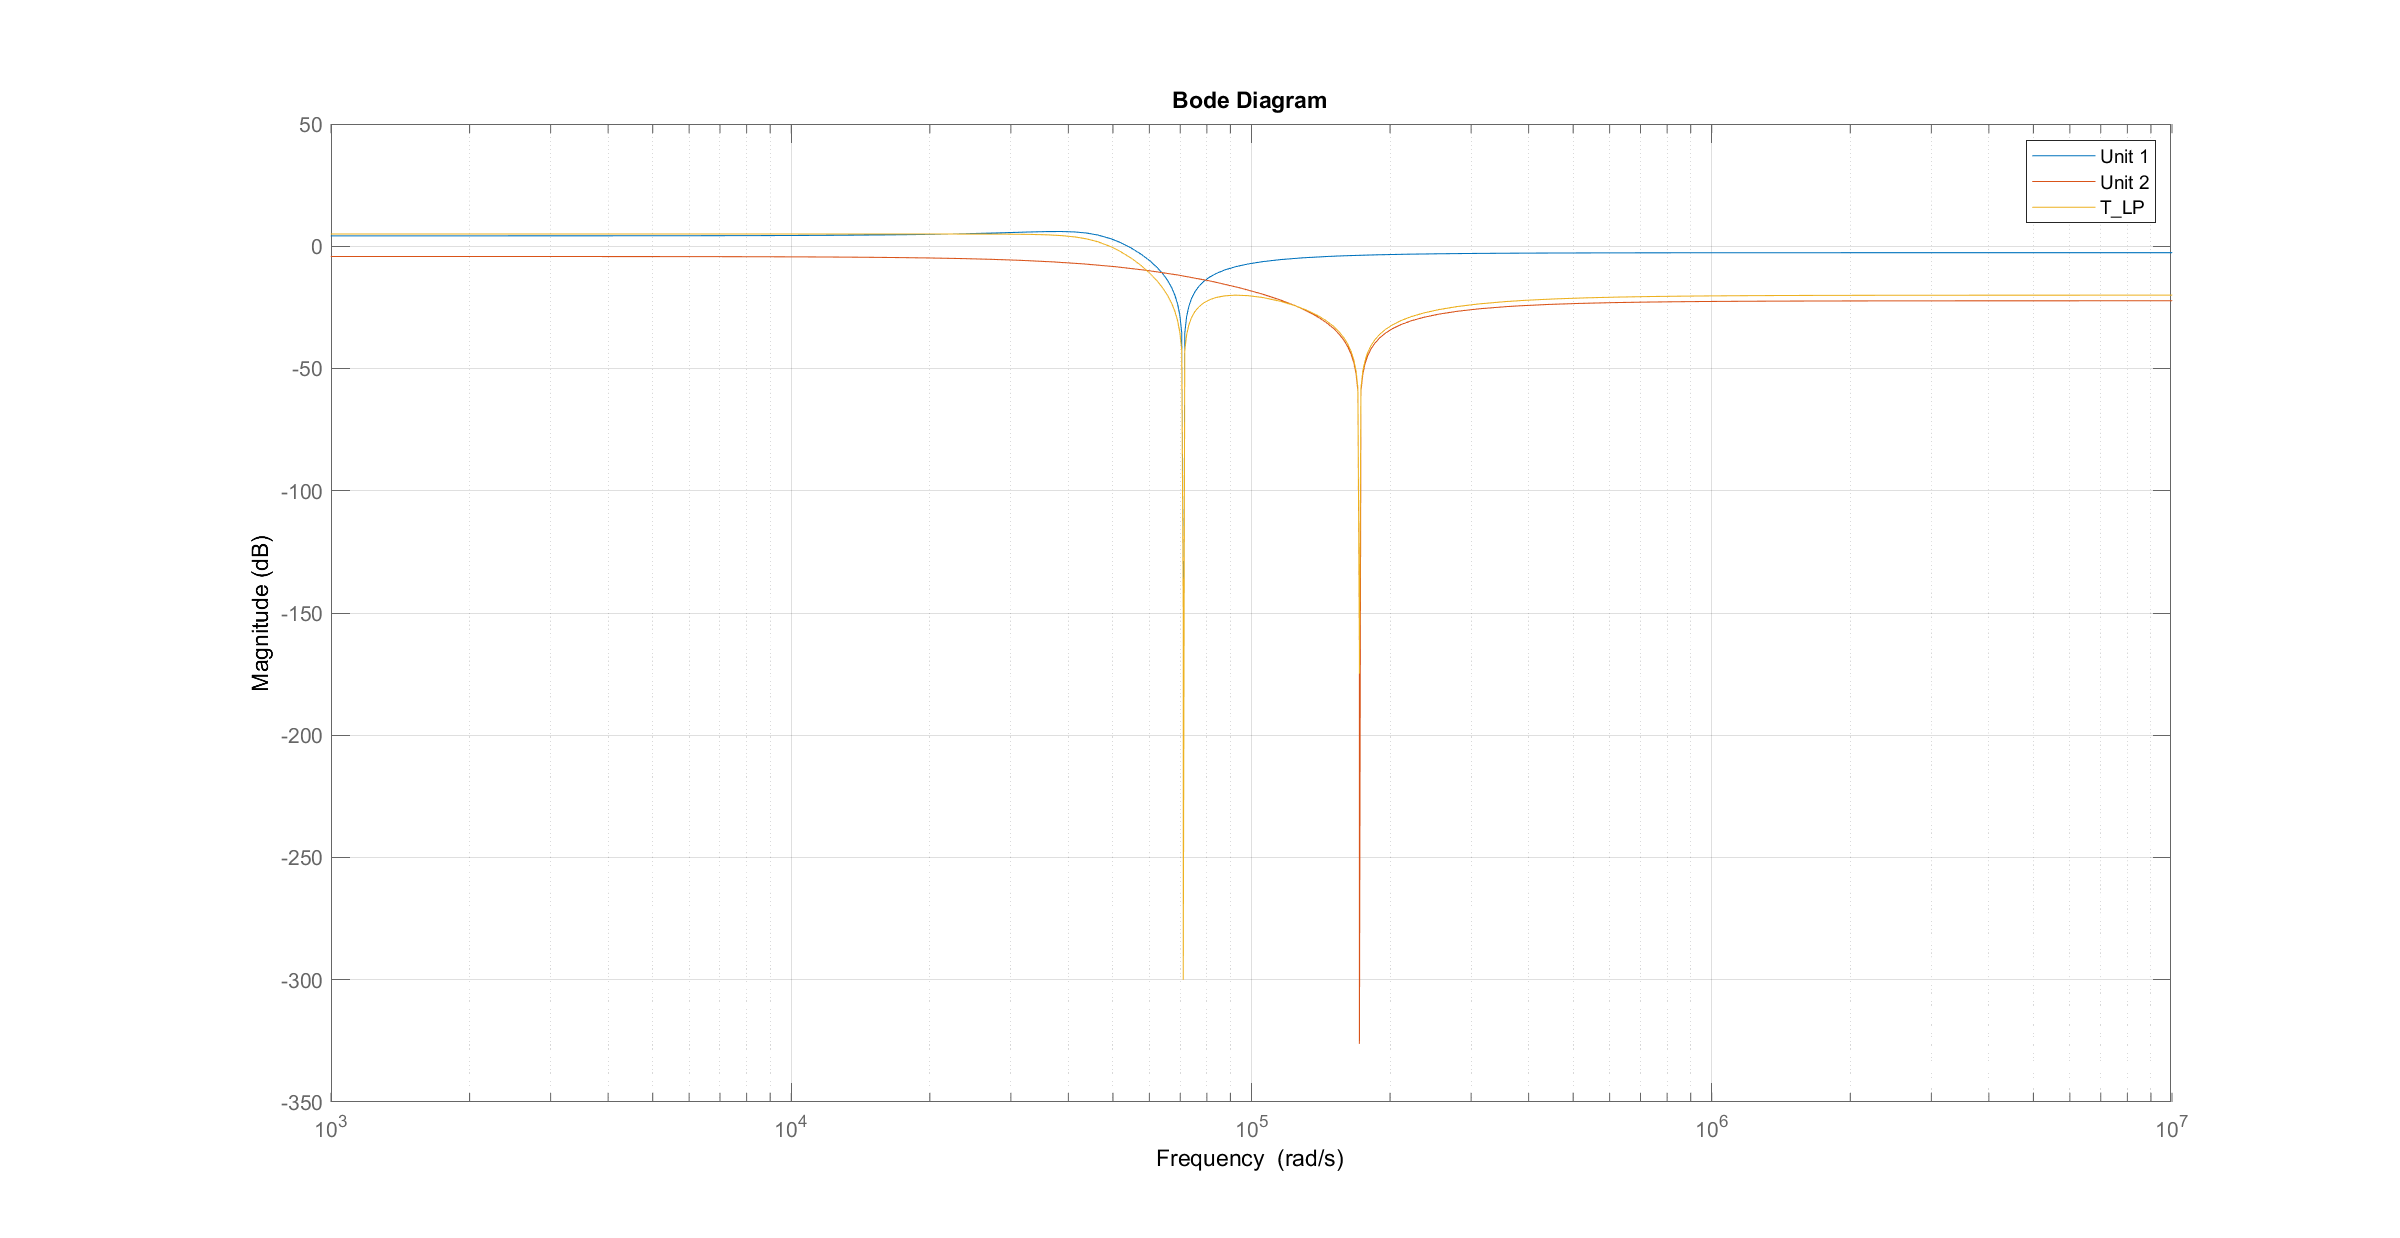 Bode Diagram
50
0
-50
-100
-150
-200
-250
-300
-350
Magnitude (dB)
Unit 1
Unit 2
T_LP
10^3 10^4 10^5 10^6 10^7
Frequency (rad/s)